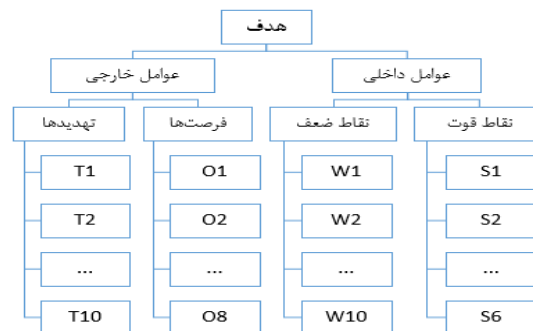 هدف
عوامل داخلی
عوامل خارجی
نقاط قوت
نقاط ضعف
فرصت‌ها
تهدیدها
S1
W1
O1
T1
S2
W2
O2
T2
...
...
...
...
S6
W10
O8
T10